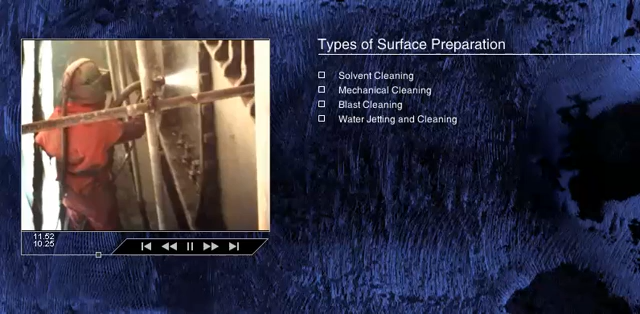 Types of Surface Preparation
Solvent Cleaning
Mechanical Cleaning
Blast Cleaning
Water Jetting and Cleaning
11.52
10.25